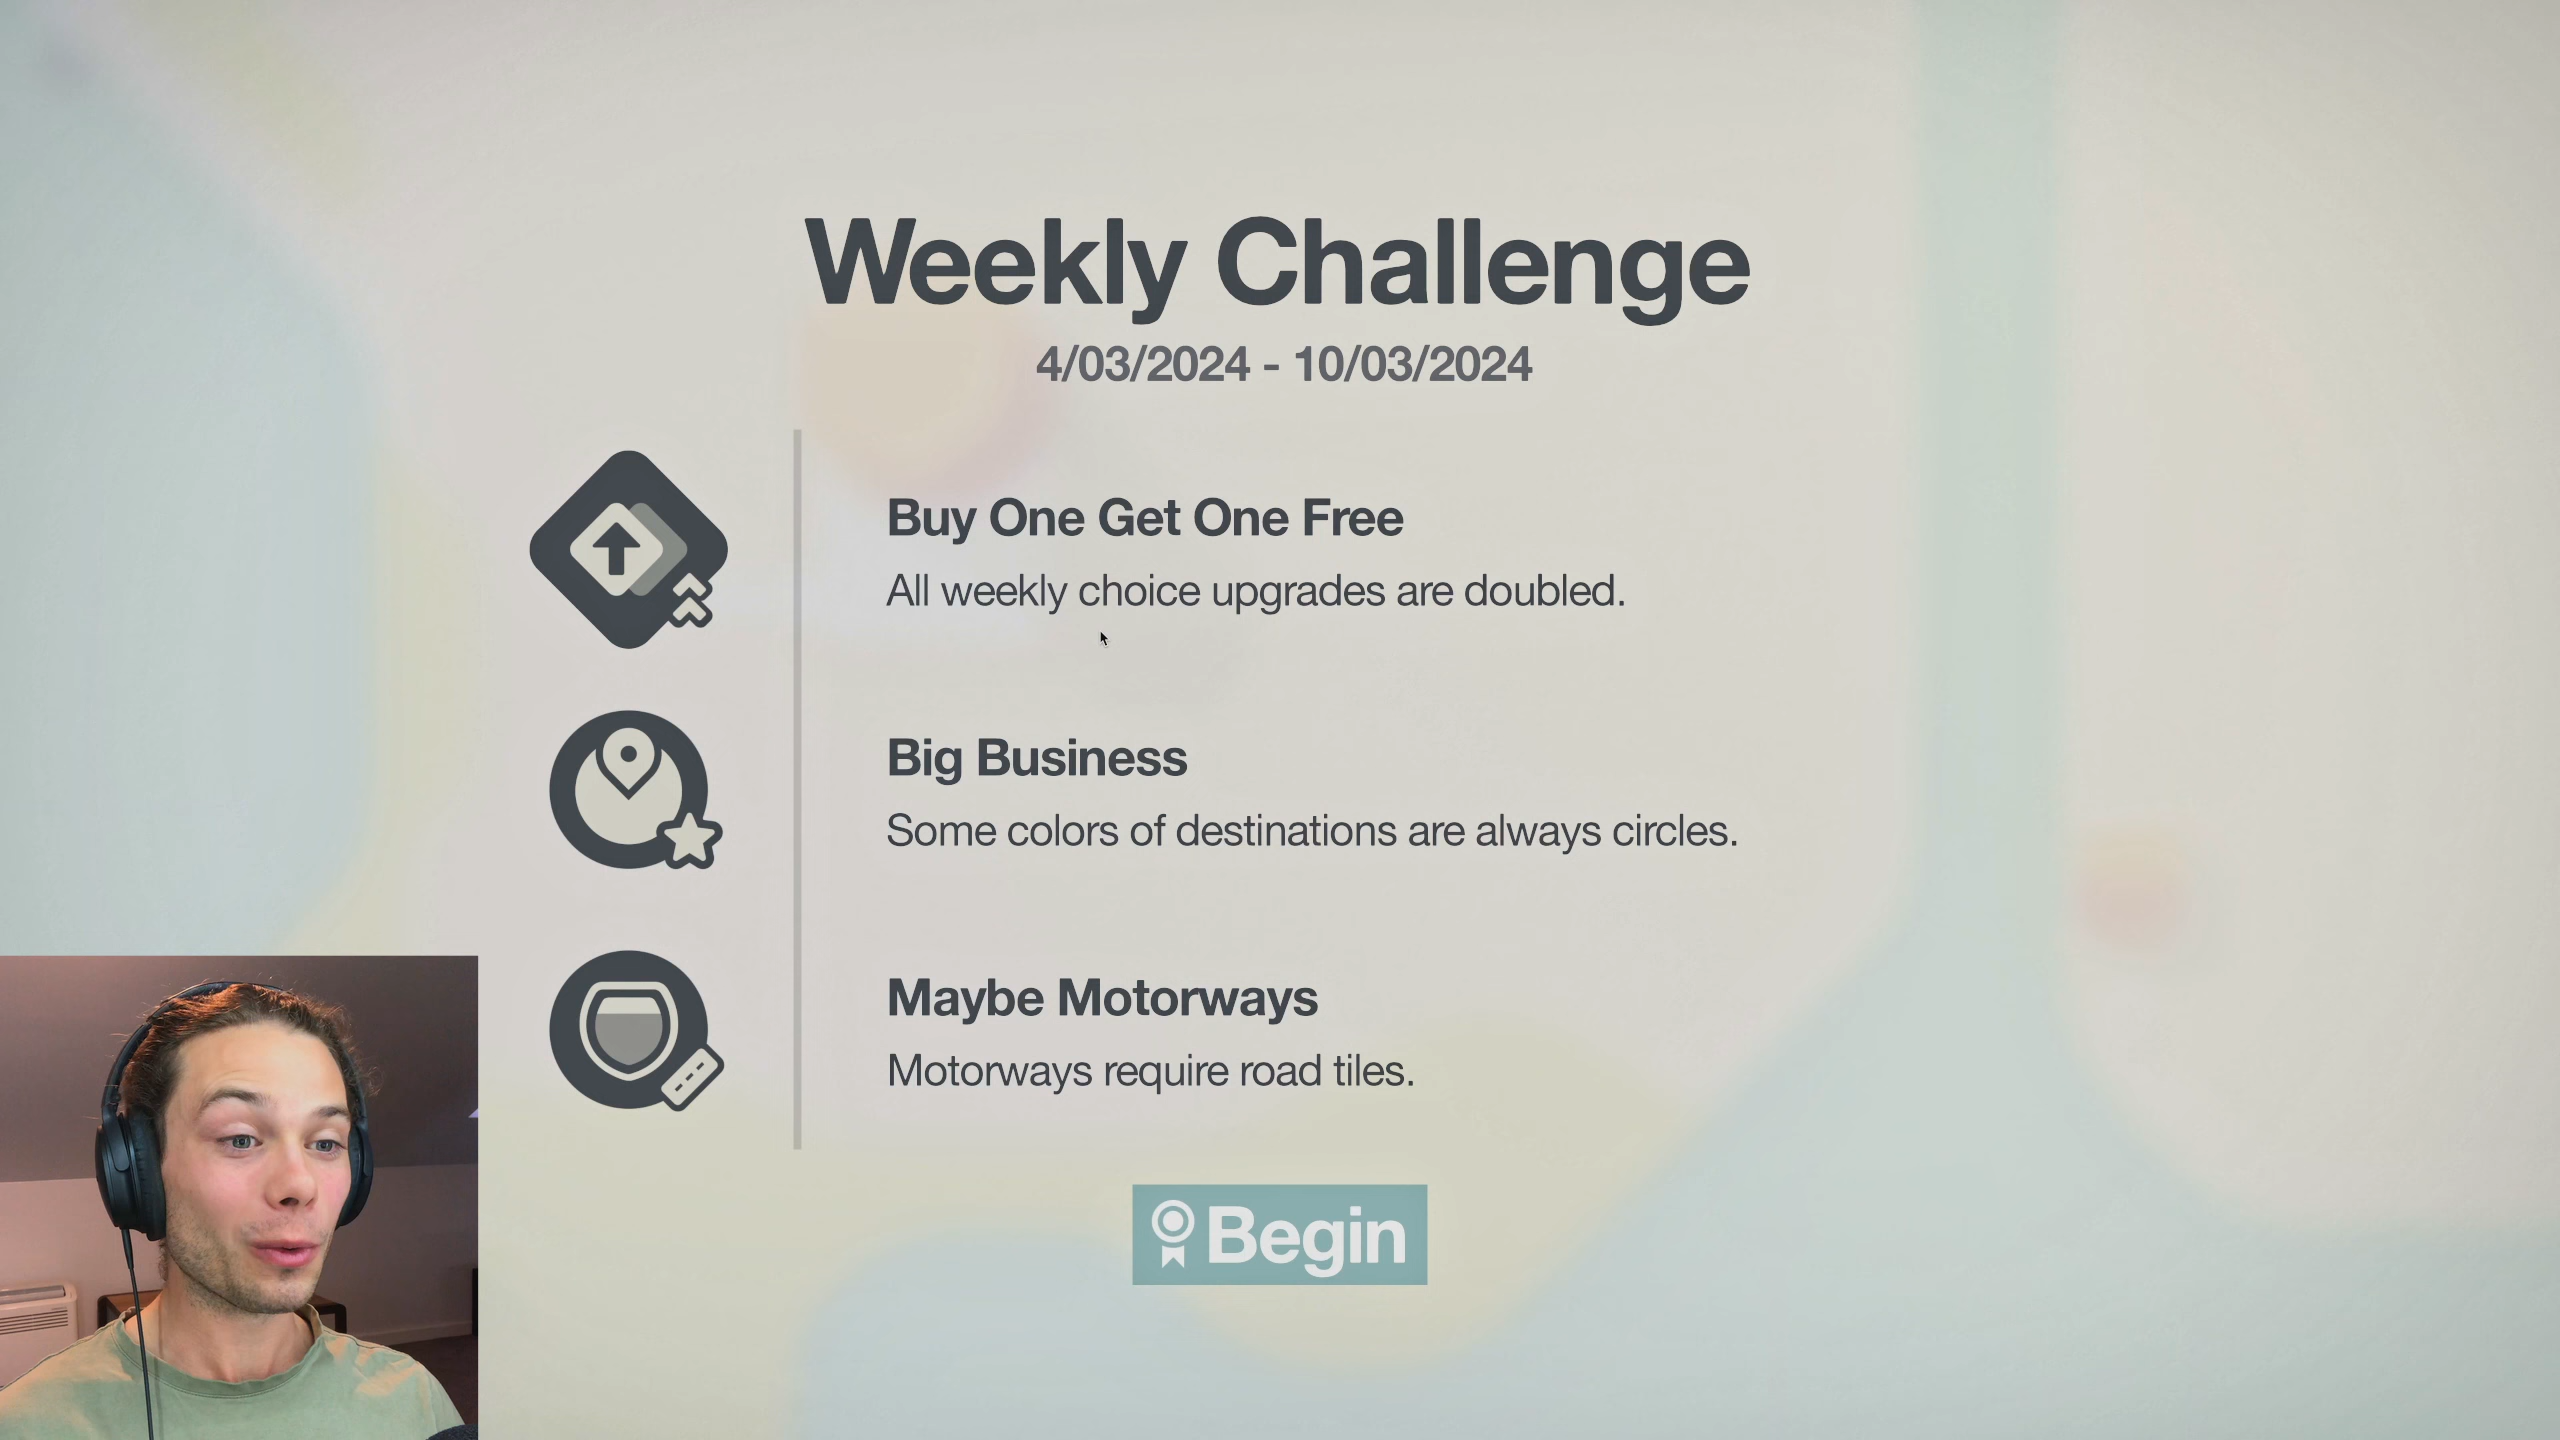 Weekly Challenge
4/03/2024 - 10/03/2024
Buy One Get One Free
All weekly choice upgrades are doubled.
Big Business
Some colors of destinations are always circles.
Maybe Motorways
Motorways require road tiles.
Begin